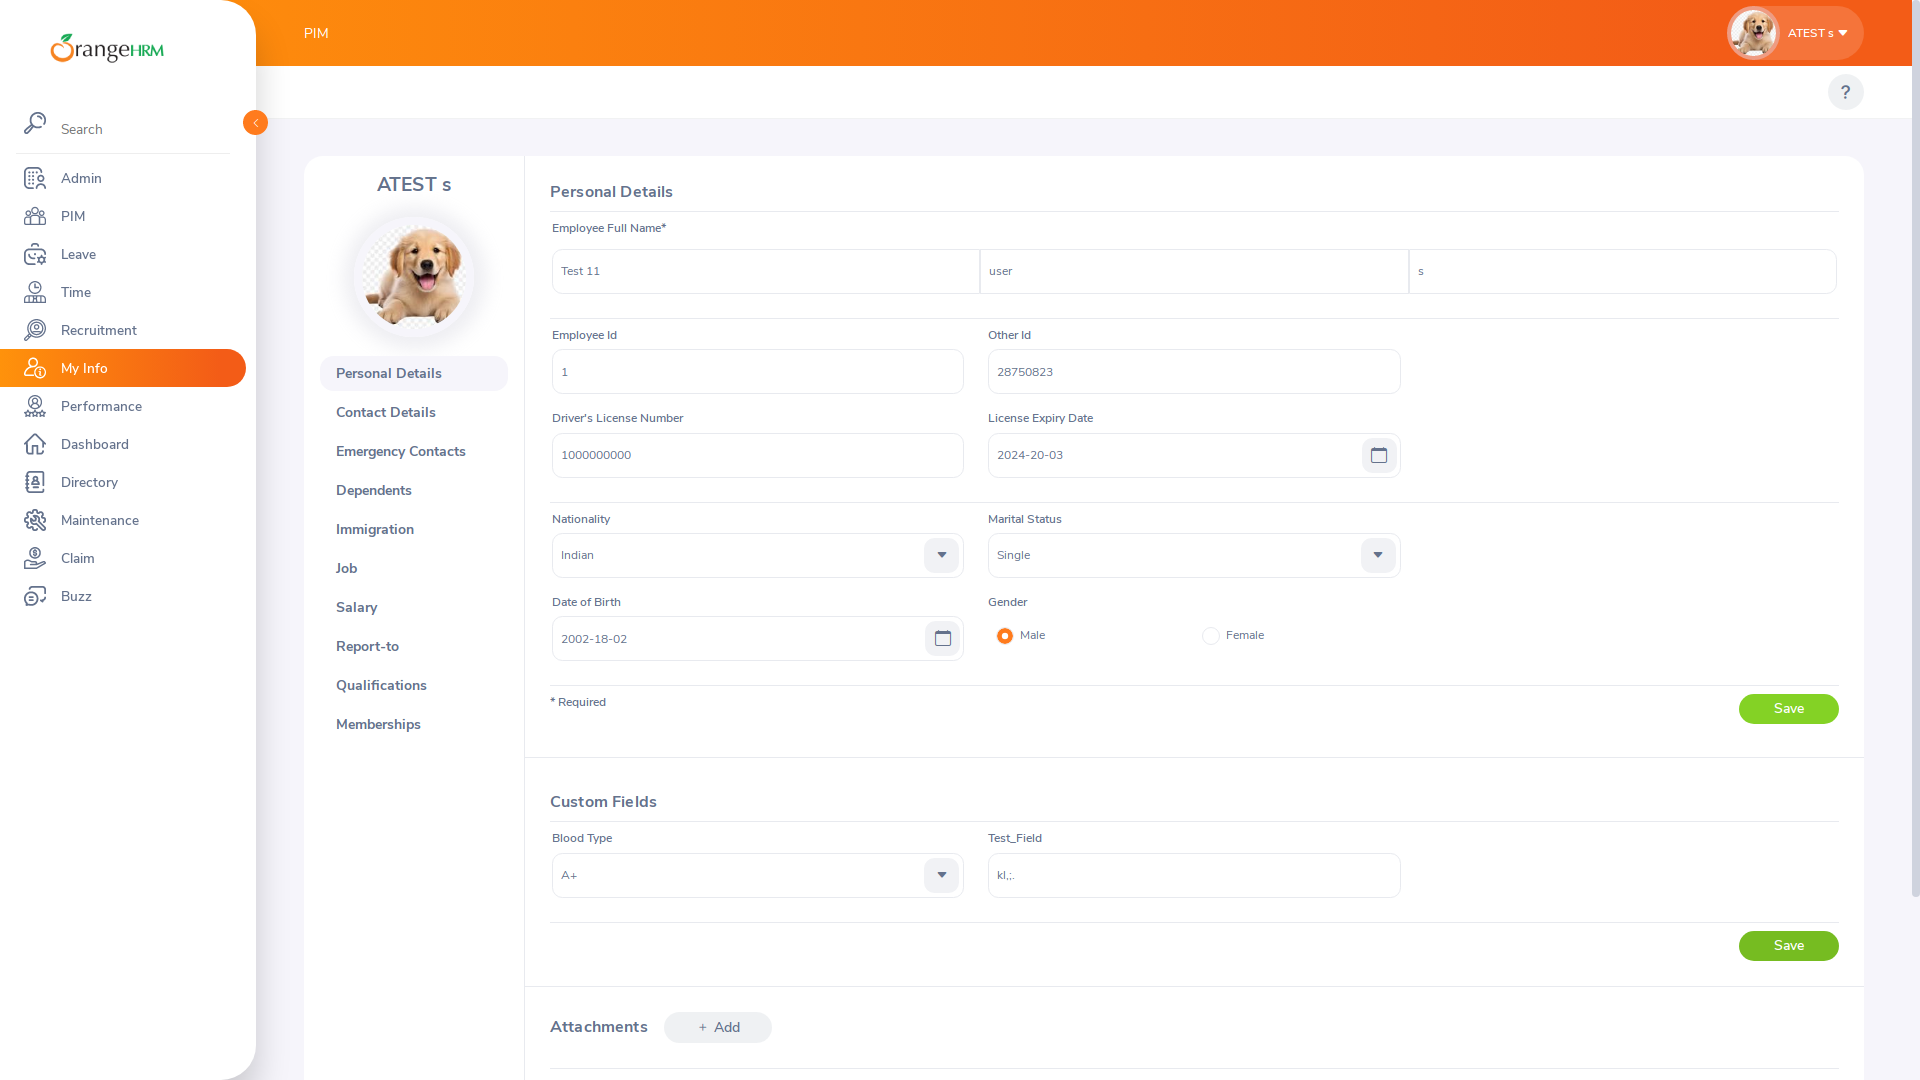 OrangeHRM
PIM
ATEST s
?
Search
Admin
PIM
Leave
Time
Recruitment
My Info
Performance
Dashboard
Directory
Maintenance
Claim
Buzz
ATEST s
Personal Details
Contact Details
Emergency Contacts
Dependents
Immigration
Job
Salary
Report-to
Qualifications
Memberships
Personal Details
Employee Full Name*
Test 11 user s
Employee Id Other Id
1 28750823
Driver's License Number License Expiry Date
1000000000 2024-20-03
Nationality Marital Status
Indian Single
Date of Birth Gender
2002-18-02 Male Female
* Required
Save
Custom Fields
Blood Type Test_Field
A+ kl,;.
Save
Attachments + Add